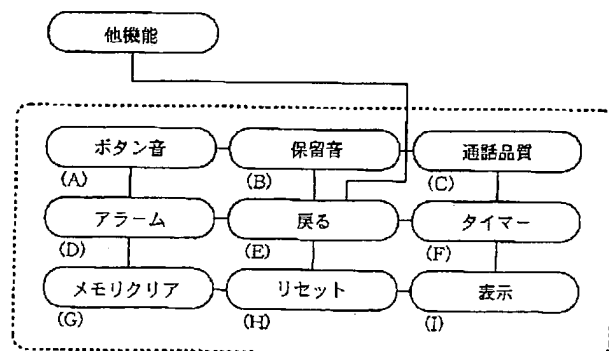 他機能
ボタン音 保留音 通話品質
(A) (B) (C)
アラーム 戻る タイマー
(D) (E) (F)
メモリクリア リセット 表示
(G) (H) (I)